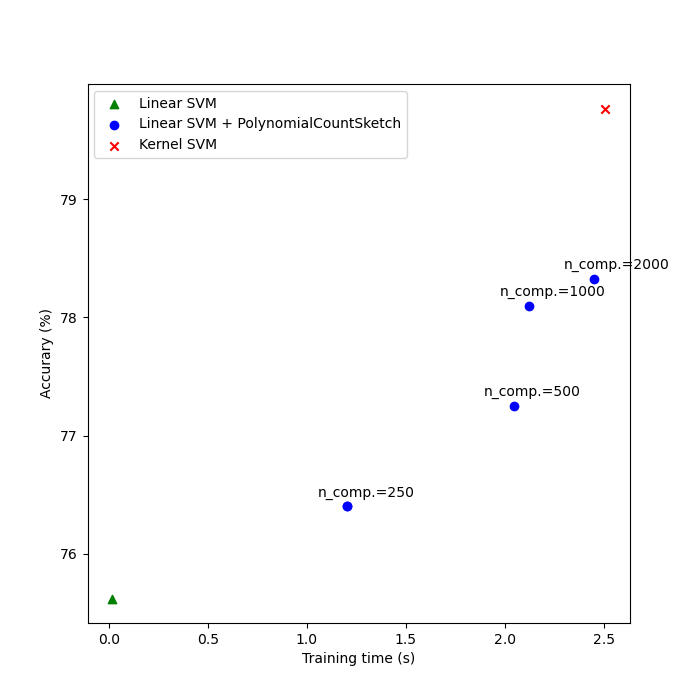 Linear SVM
Linear SVM + PolynomialCountSketch
Kernel SVM
79
n_comp.=2000
n_comp.=1000
78
n_comp.=500
77
n_comp.=250
76
Accurary (%)
0.0 0.5 1.0 1.5 2.0 2.5
Training time (s)